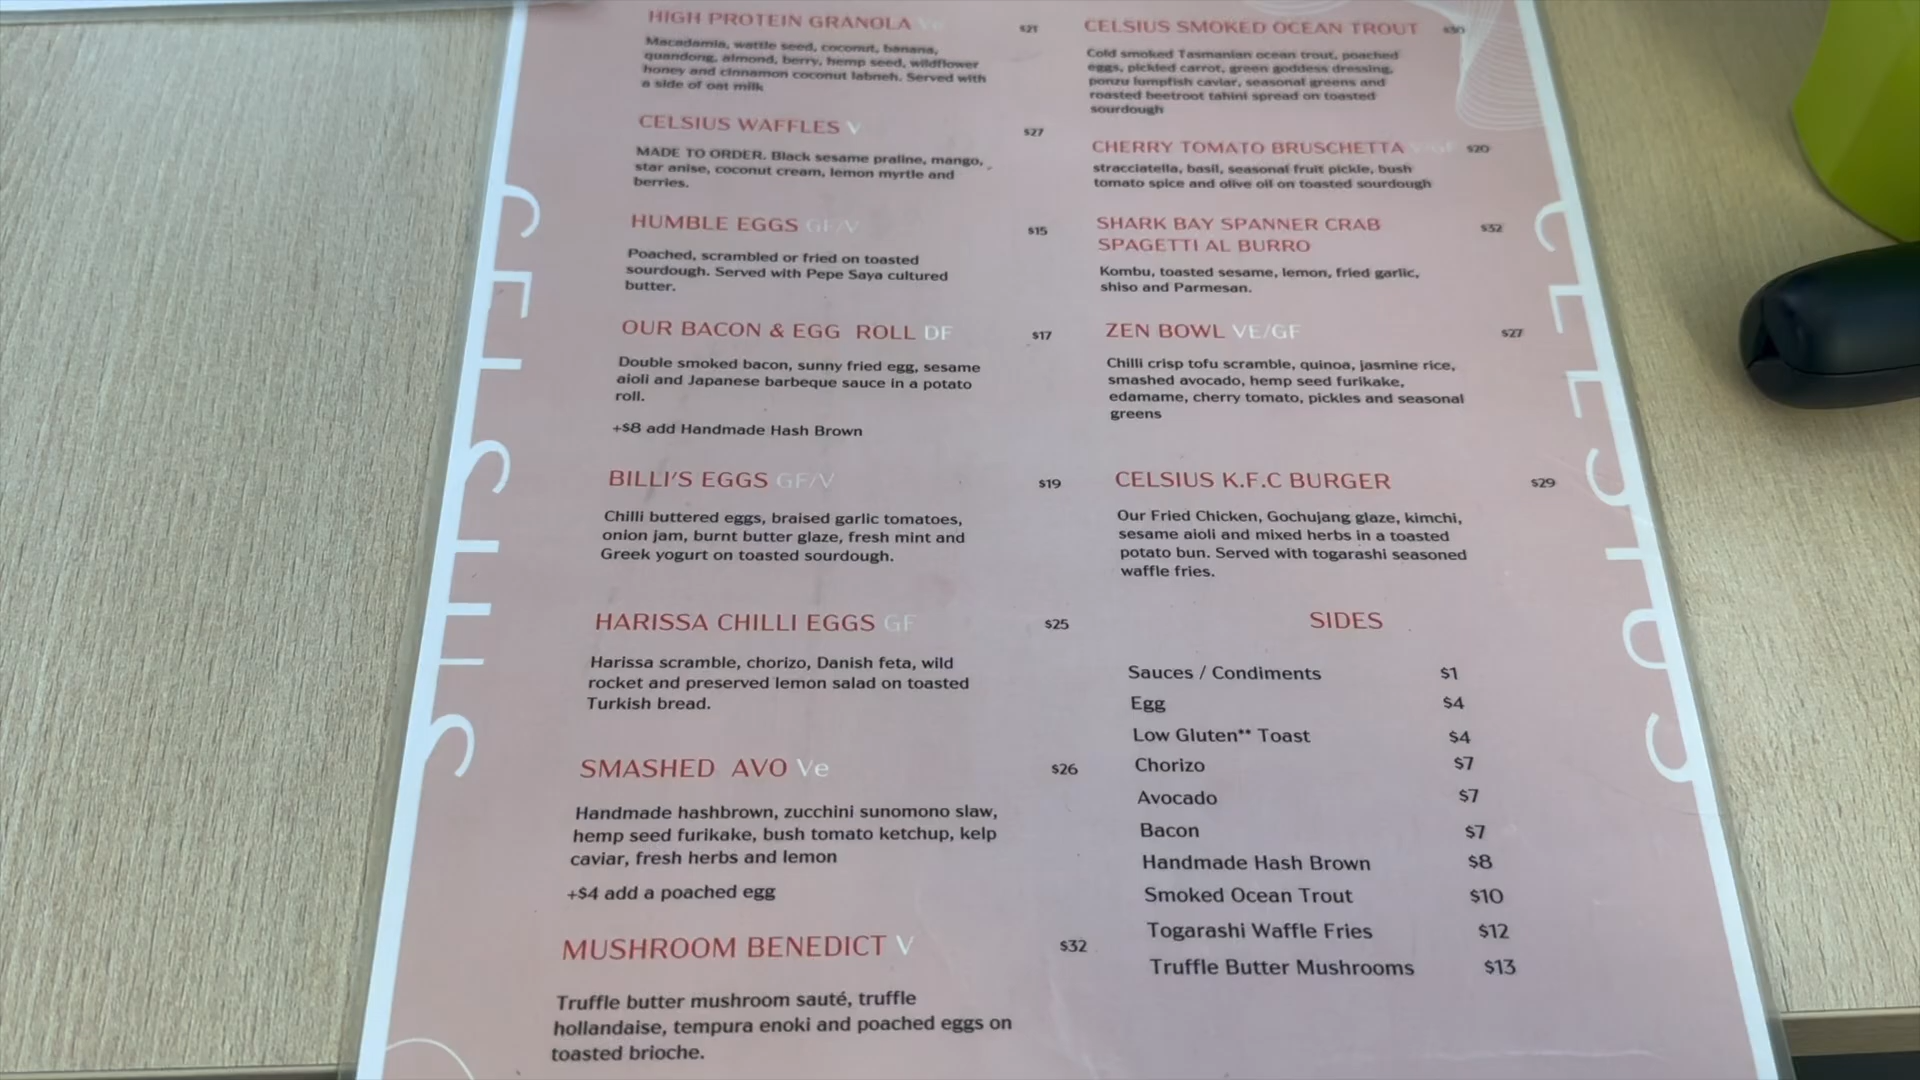 HIGH PROTEIN GRANOLA
$21
Macadamia, wattle seed, coconut, banana,
quandong, almond, berry, hemp seed, wildflower
honey and cinnamon coconut labneh. Served with
a side of oat milk
CELSIUS WAFFLES V
$27
MADE TO ORDER. Black sesame praline, mango,
star anise, coconut cream, lemon myrtle and
berries.
HUMBLE EGGS GF/V
$15
Poached, scrambled or fried on toasted
sourdough. Served with Pepe Saya cultured
butter.
OUR BACON & EGG ROLL DF
$17
Double smoked bacon, sunny fried egg, sesame
aioli and Japanese barbeque sauce in a potato
roll.
+$8 add Handmade Hash Brown
BILLI'S EGGS GF/V
$19
Chilli buttered eggs, braised garlic tomatoes,
onion jam, burnt butter glaze, fresh mint and
Greek yogurt on toasted sourdough.
HARISSA CHILLI EGGS GF
$25
Harissa scramble, chorizo, Danish feta, wild
rocket and preserved lemon salad on toasted
Turkish bread.
SMASHED AVO Ve
$26
Handmade hashbrown, zucchini sunomono slaw,
hemp seed furikake, bush tomato ketchup, kelp
caviar, fresh herbs and lemon
+$4 add a poached egg
MUSHROOM BENEDICT V
$32
Truffle butter mushroom sauté, truffle
hollandaise, tempura enoki and poached eggs on
toasted brioche.
CELSIUS SMOKED OCEAN TROUT
$30
Cold smoked Tasmanian ocean trout, poached
eggs, pickled carrot, green goddess dressing,
ponzu lumpfish caviar, seasonal greens and
roasted beetroot tahini spread on toasted
sourdough
CHERRY TOMATO BRUSCHETTA
$20
stracciatella, basil, seasonal fruit pickle, bush
tomato spice and olive oil on toasted sourdough
SHARK BAY SPANNER CRAB
SPAGETTI AL BURRO
$32
Kombu, toasted sesame, lemon, fried garlic,
shiso and Parmesan.
ZEN BOWL VE/GF
$27
Chilli crisp tofu scramble, quinoa, jasmine rice,
smashed avocado, hemp seed furikake,
edamame, cherry tomato, pickles and seasonal
greens
CELSIUS K.F.C BURGER
$29
Our Fried Chicken, Gochujang glaze, kimchi,
sesame aioli and mixed herbs in a toasted
potato bun. Served with togarashi seasoned
waffle fries.
SIDES
Sauces / Condiments $1
Egg $4
Low Gluten** Toast $4
Chorizo $7
Avocado $7
Bacon $7
Handmade Hash Brown $8
Smoked Ocean Trout $10
Togarashi Waffle Fries $12
Truffle Butter Mushrooms $13
CELSIUS
CELSIUS